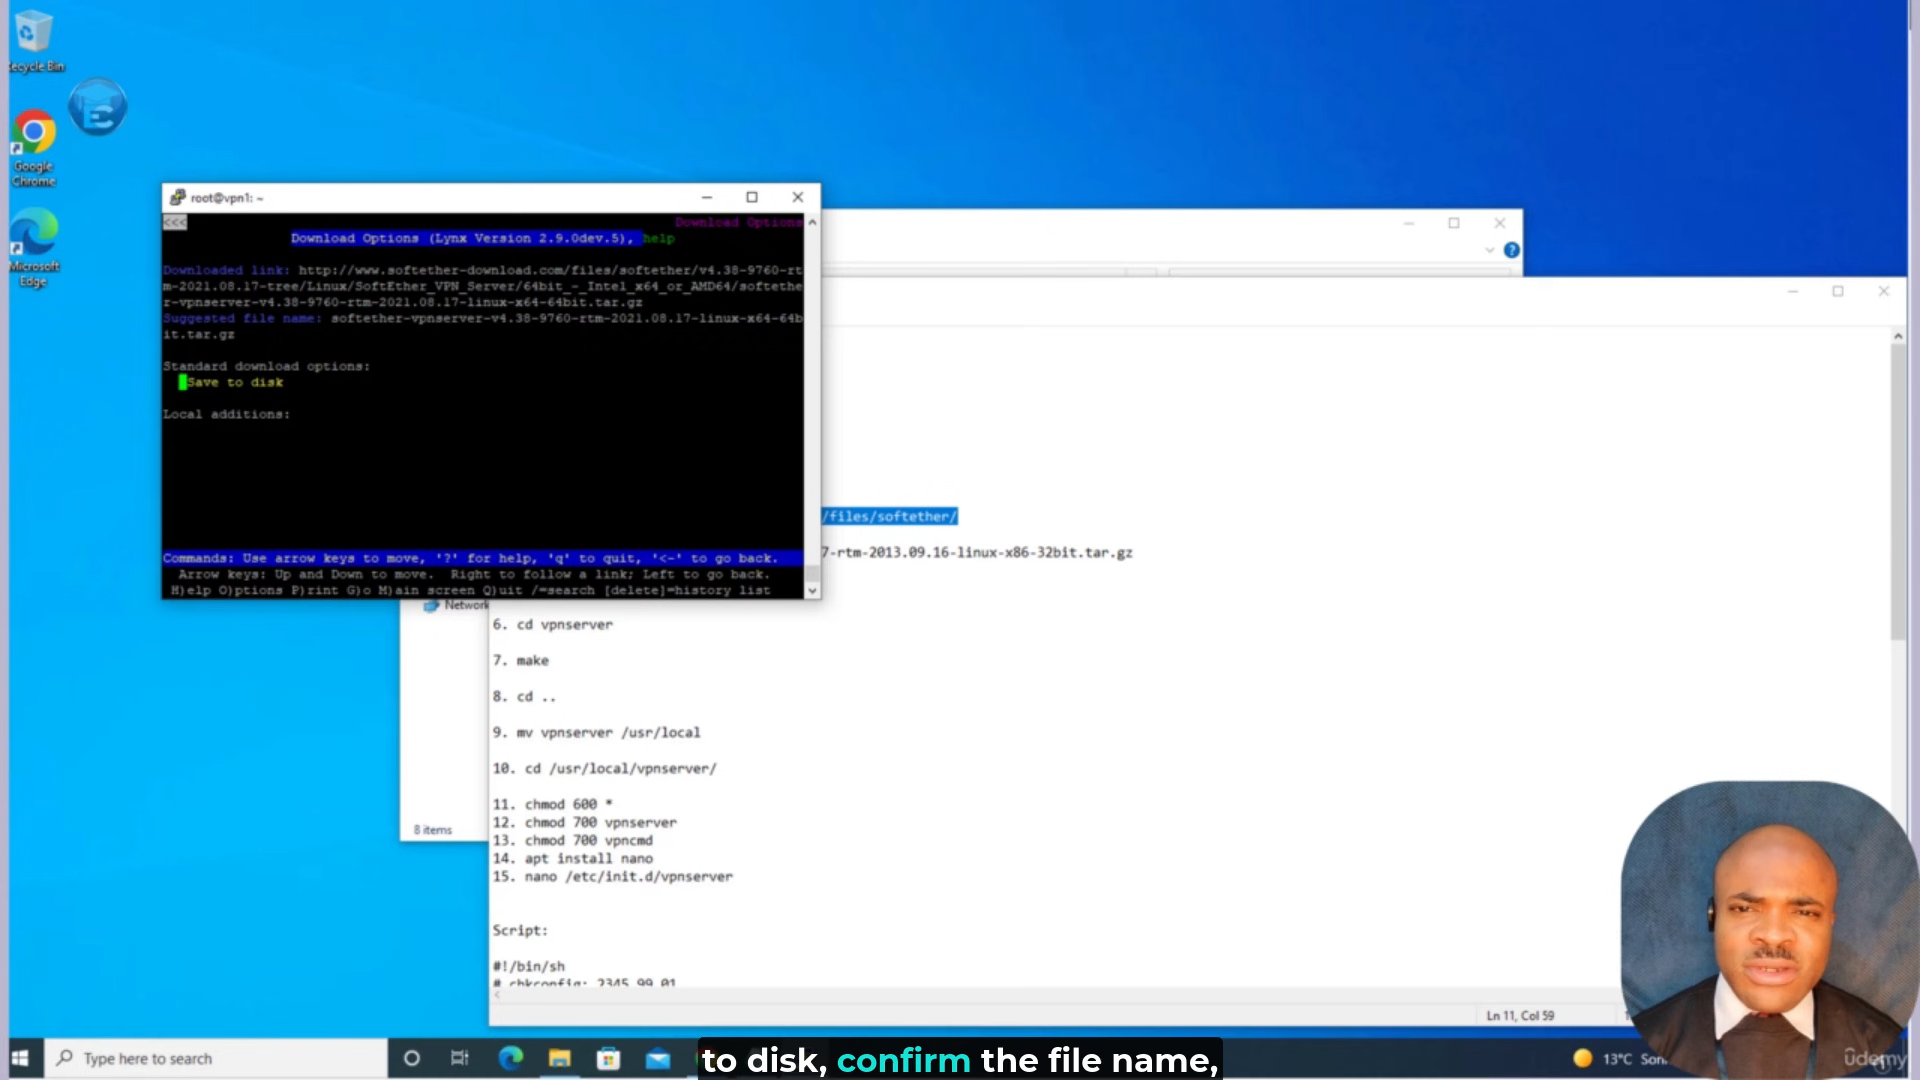 Recycle Bin
Google Chrome
Microsoft Edge
root@vpn1: ~
<<<
Download Options
Download Options (Lynx Version 2.9.0dev.5), help
Downloaded link: http://www.softether-download.com/files/softether/v4.38-9760-rt
m-2021.08.17-tree/Linux/SoftEther_VPN_Server/64bit_-_Intel_x64_or_AMD64/softethe
r-vpnserver-v4.38-9760-rtm-2021.08.17-linux-x64-64bit.tar.gz
Suggested file name: softether-vpnserver-v4.38-9760-rtm-2021.08.17-linux-x64-64b
it.tar.gz
Standard download options:
Save to disk
Local additions:
Commands: Use arrow keys to move, '?' for help, 'q' to quit, '<-' to go back.
Arrow keys: Up and Down to move. Right to follow a link; Left to go back.
H)elp O)ptions P)rint G)o M)ain screen Q)uit /=search [delete]=history list
/files/softether/
7-rtm-2013.09.16-linux-x86-32bit.tar.gz
Network
6. cd vpnserver
7. make
8. cd ..
9. mv vpnserver /usr/local
10. cd /usr/local/vpnserver/
11. chmod 600 *
12. chmod 700 vpnserver
13. chmod 700 vpncmd
14. apt install nano
15. nano /etc/init.d/vpnserver
8 items
Script:
#!/bin/sh
# chkconfig: 2345 99 01
Ln 11, Col 59
Type here to search
to disk, confirm the file name,
13°C
ûdemy